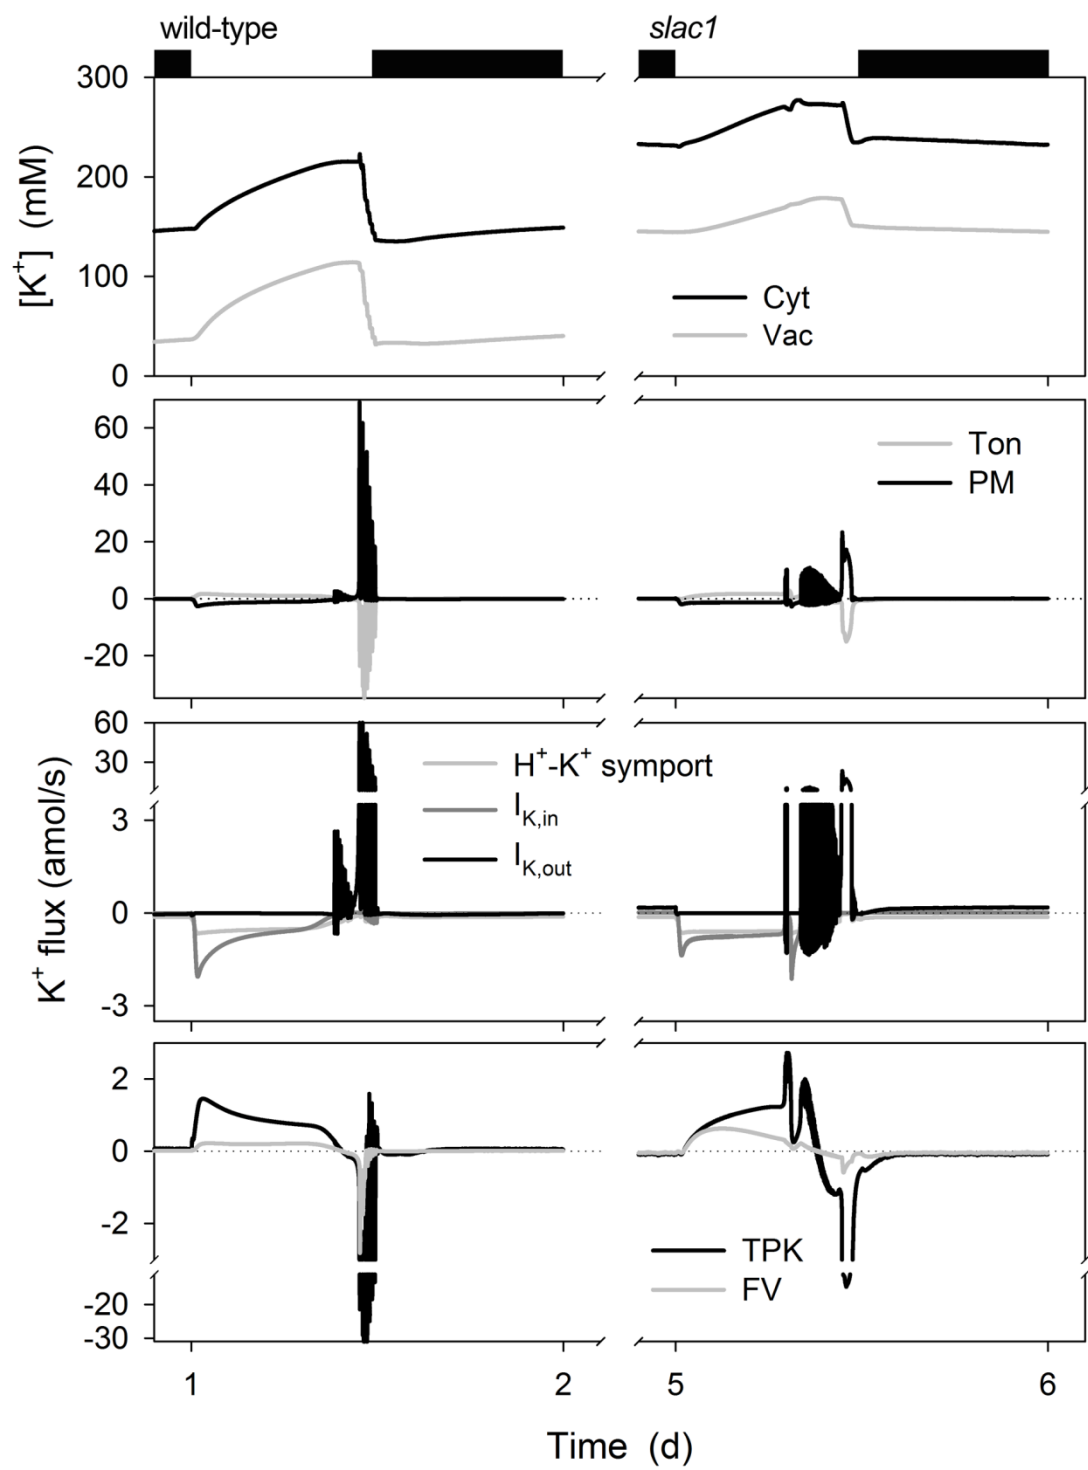 wild-type
slac1
300
200
100
0
[K+] (mM)
Cyt
Vac
60
40
20
0
-20
Ton
PM
60
30
3
0
-3
H+-K+ symport
IK,in
IK,out
K+ flux (amol/s)
2
0
-2
-20
-30
TPK
FV
1
2
5
6
Time (d)